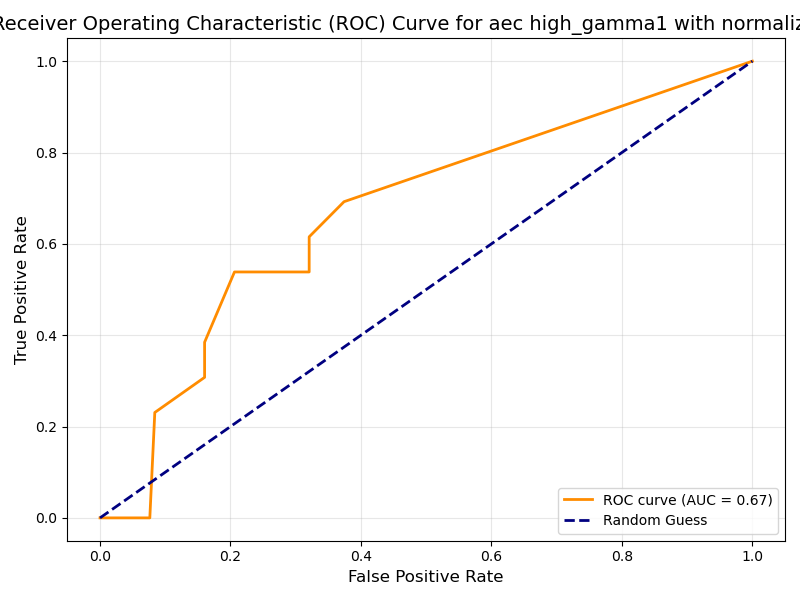 Receiver Operating Characteristic (ROC) Curve for aec high_gamma1 with
1.0
0.8
0.6
0.4
0.2
0.0
True Positive Rate
0.0 0.2 0.4 0.6 0.8 1.0
False Positive Rate
ROC curve (AUC = 0.67)
Random Guess